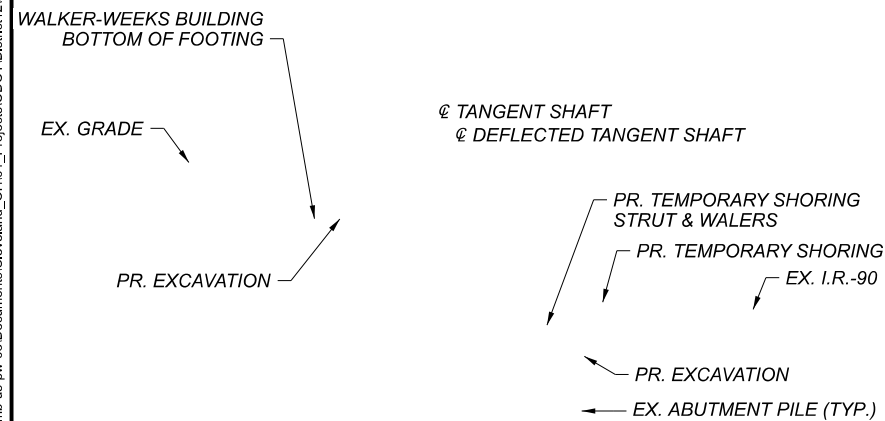 WALKER-WEEKS BUILDING
BOTTOM OF FOOTING
EX. GRADE
℄ TANGENT SHAFT
℄ DEFLECTED TANGENT SHAFT
PR. TEMPORARY SHORING
STRUT & WALERS
PR. TEMPORARY SHORING
EX. I.R.-90
PR. EXCAVATION
PR. EXCAVATION
EX. ABUTMENT PILE (TYP.)